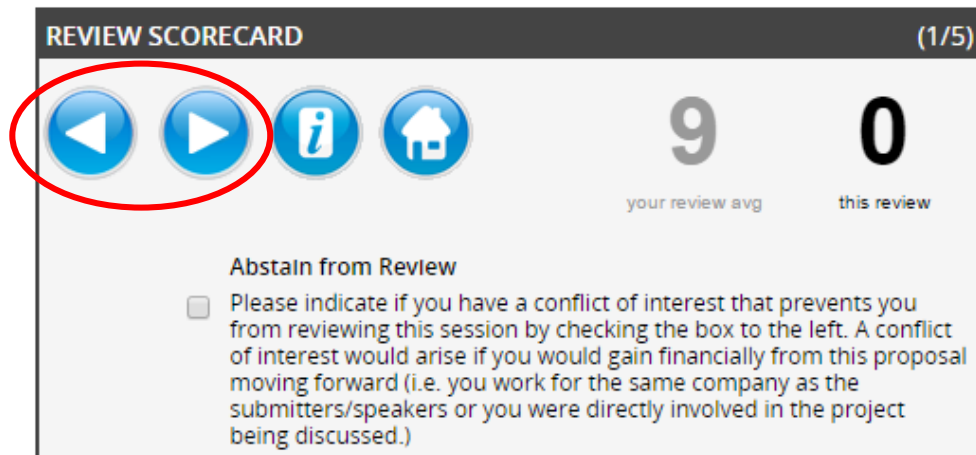 REVIEW SCORECARD (1/5)
i
9 0
your review avg this review
Abstain from Review
Please indicate if you have a conflict of interest that prevents you
from reviewing this session by checking the box to the left. A conflict
of interest would arise if you would gain financially from this proposal
moving forward (i.e. you work for the same company as the
submitters/speakers or you were directly involved in the project
being discussed.)